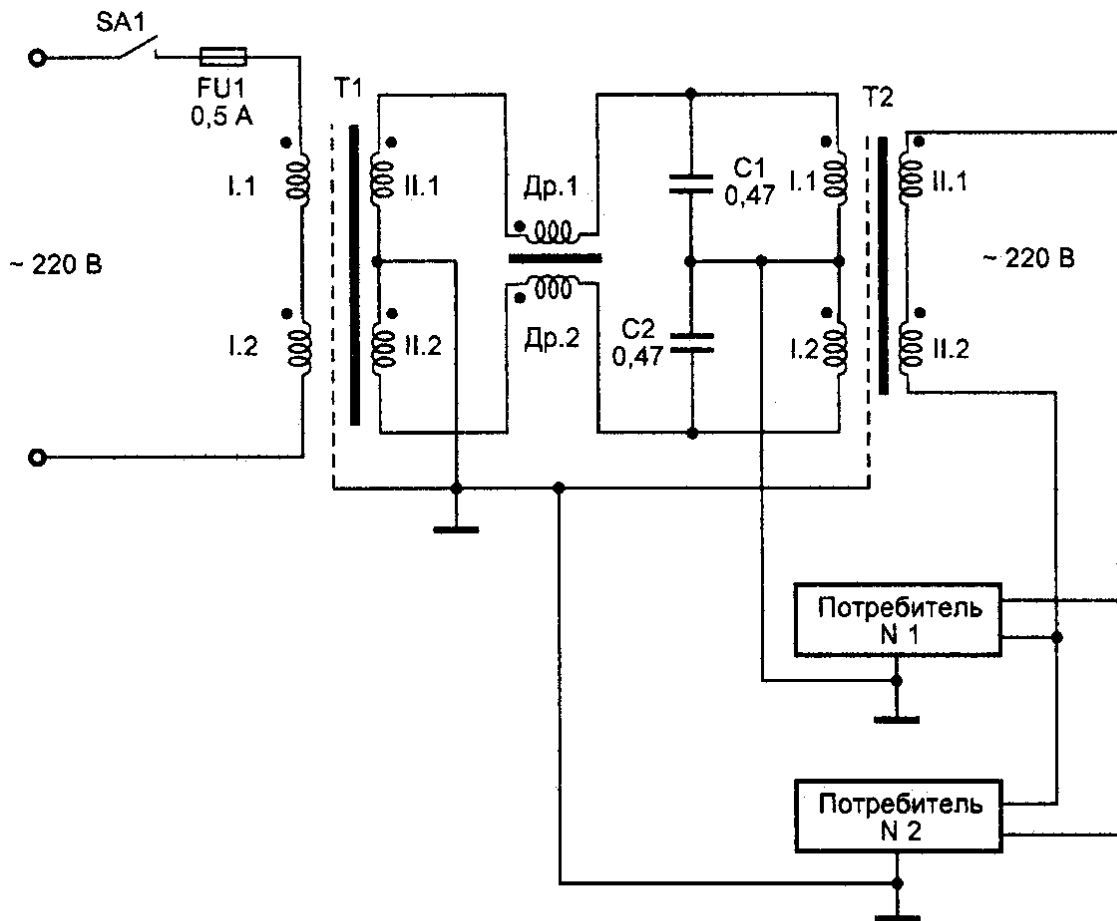 SA1
FU1
0,5 А
T1
T2
I.1
II.1
Др.1
C1
0,47
I.1
II.1
~ 220 В
~ 220 В
I.2
II.2
Др.2
C2
0,47
I.2
II.2
Потребитель
N 1
Потребитель
N 2